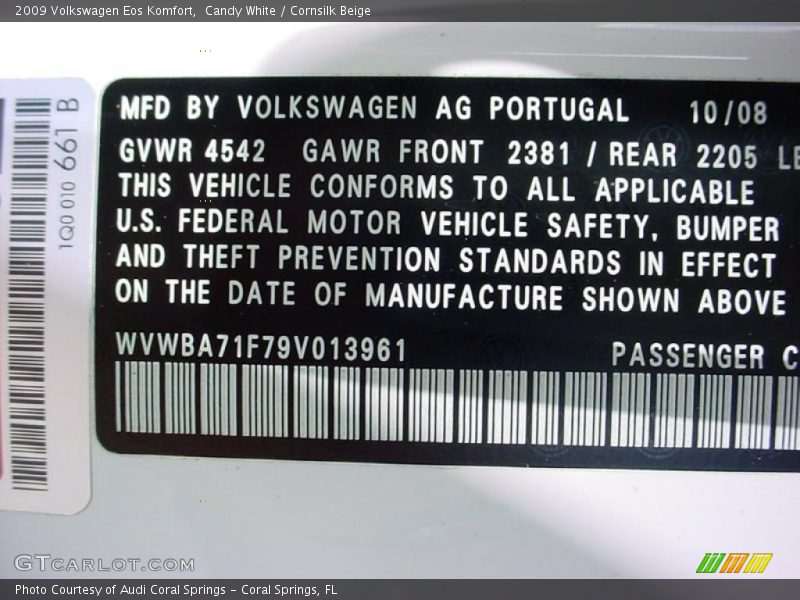 2009 Volkswagen Eos Komfort,  Candy White / Cornsilk Beige
1Q0 010 661 B
MFD BY VOLKSWAGEN AG PORTUGAL 10/08
GVWR 4542 GAWR FRONT 2381 / REAR 2205 LB
THIS VEHICLE CONFORMS TO ALL APPLICABLE
U.S. FEDERAL MOTOR VEHICLE SAFETY, BUMPER
AND THEFT PREVENTION STANDARDS IN EFFECT
ON THE DATE OF MANUFACTURE SHOWN ABOVE
WVWBA71F79V013961 PASSENGER C
GTCARLOT.COM
Photo Courtesy of Audi Coral Springs - Coral Springs, FL